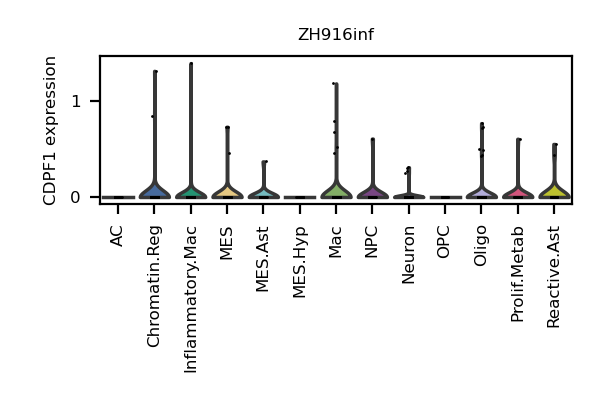 ZH916inf
CDPF1 expression
1
0
AC
Chromatin.Reg
Inflammatory.Mac
MES
MES.Ast
MES.Hyp
Mac
NPC
Neuron
OPC
Oligo
Prolif.Metab
Reactive.Ast